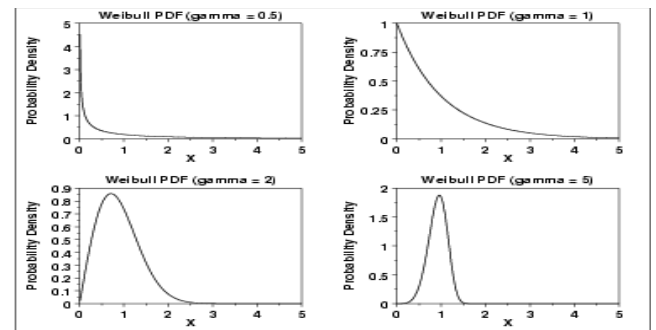 Weibull PDF (gamma = 0.5)
Probability Density
5
4
3
2
1
0
0 1 2 3 4 5
X
Weibull PDF (gamma = 1)
Probability Density
1
0.75
0.5
0.25
0
0 1 2 3 4 5
X
Weibull PDF (gamma = 2)
Probability Density
0.9
0.8
0.7
0.6
0.5
0.4
0.3
0.2
0.1
0
0 1 2 3 4 5
X
Weibull PDF (gamma = 5)
Probability Density
2
1.5
1
0.5
0
0 1 2 3 4 5
X